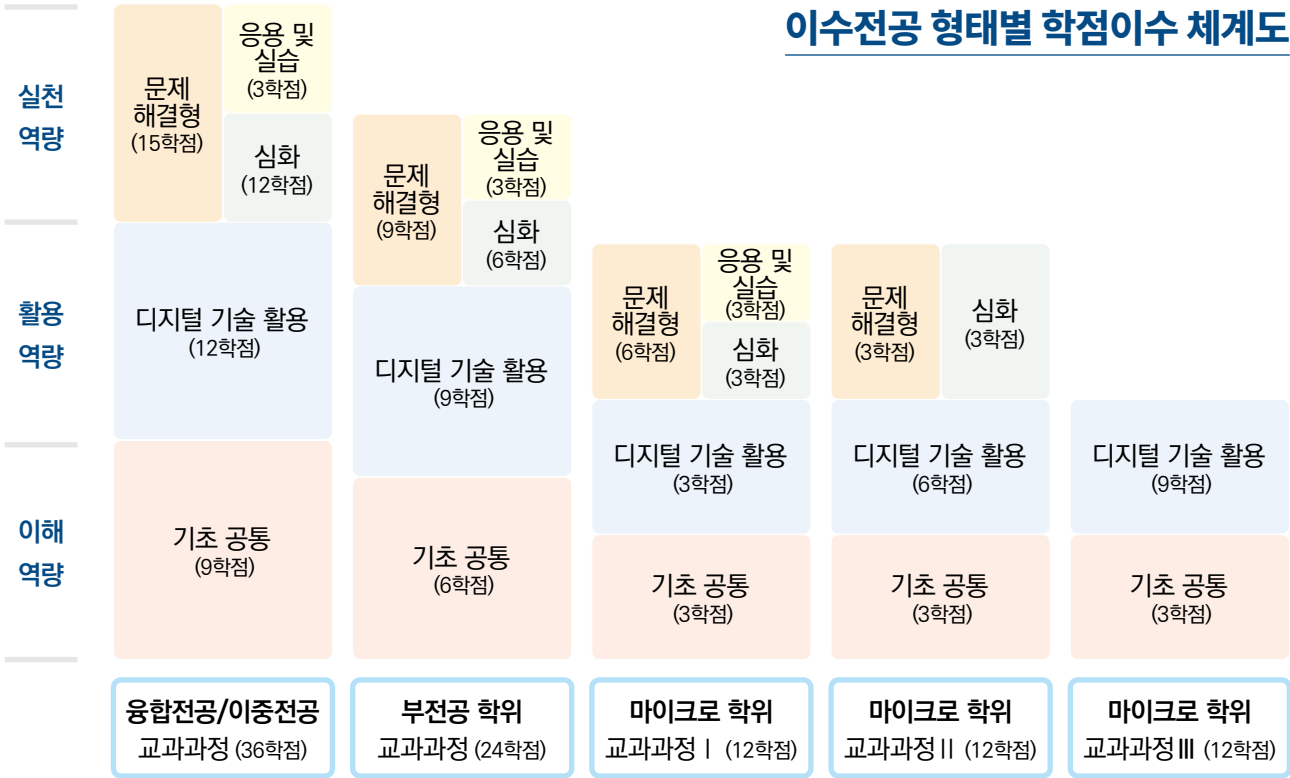 이수전공 형태별 학점이수 체계도
실천
역량
활용
역량
이해
역량
문제
해결형
(15학점)
응용 및
실습
(3학점)
심화
(12학점)
디지털 기술 활용
(12학점)
기초 공통
(9학점)
융합전공/이중전공
교과과정 (36학점)
문제
해결형
(9학점)
응용 및
실습
(3학점)
심화
(6학점)
디지털 기술 활용
(9학점)
기초 공통
(6학점)
부전공 학위
교과과정 (24학점)
문제
해결형
(6학점)
응용 및
실습
(3학점)
심화
(3학점)
디지털 기술 활용
(3학점)
기초 공통
(3학점)
마이크로 학위
교과과정Ⅰ (12학점)
문제
해결형
(3학점)
심화
(3학점)
디지털 기술 활용
(6학점)
기초 공통
(3학점)
마이크로 학위
교과과정Ⅱ (12학점)
디지털 기술 활용
(9학점)
기초 공통
(3학점)
마이크로 학위
교과과정Ⅲ (12학점)